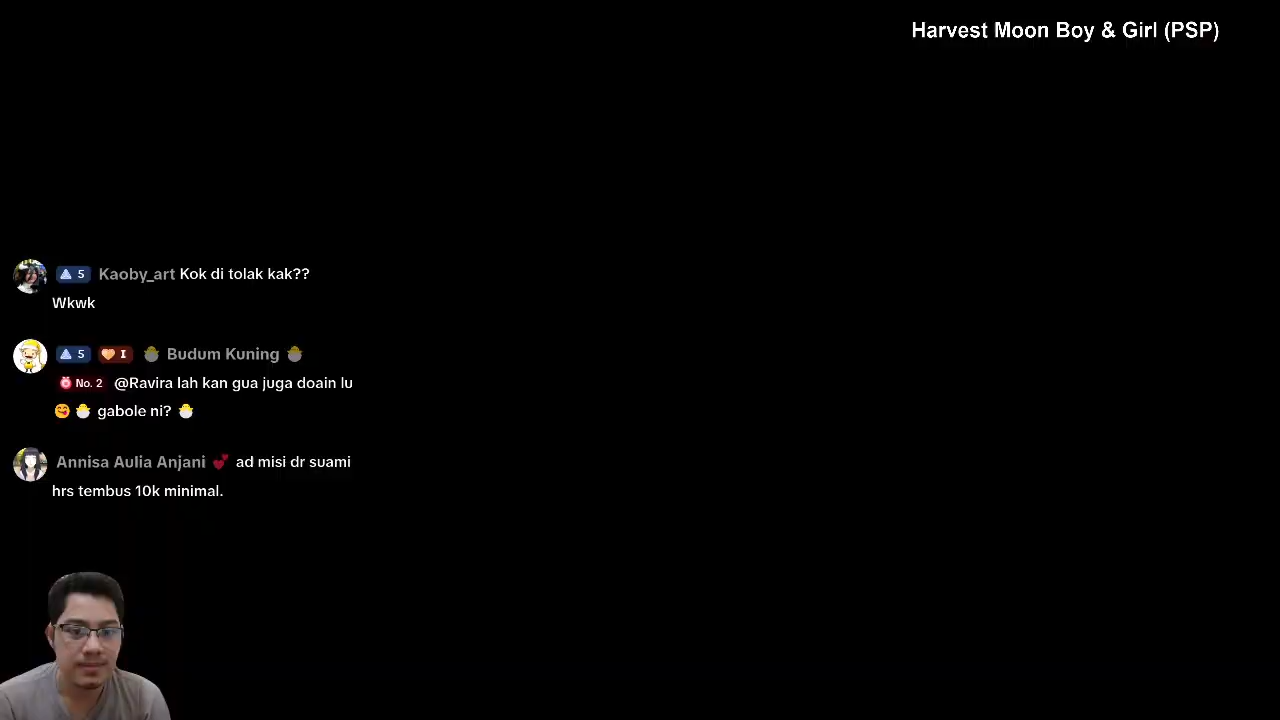 Harvest Moon Boy & Girl (PSP)
5 Kaoby_art Kok di tolak kak??
Wkwk
5 I Budum Kuning
No. 2 @Ravira lah kan gua juga doain lu
😋🐣 gabole ni? 🐣
Annisa Aulia Anjani 💕 ad misi dr suami
hrs tembus 10k minimal.